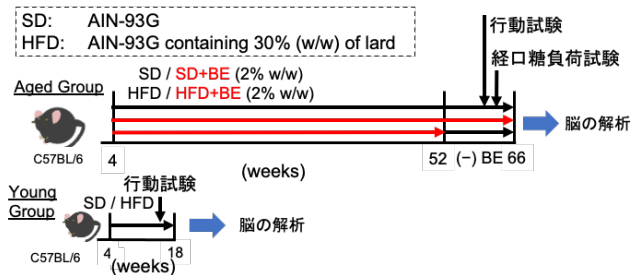 SD: AIN-93G
HFD: AIN-93G containing 30% (w/w) of lard
行動試験
経口糖負荷試験
Aged Group
SD / SD+BE (2% w/w)
HFD / HFD+BE (2% w/w)
脳の解析
C57BL/6
4
(weeks)
52 (−) BE 66
Young Group
行動試験
SD / HFD
脳の解析
C57BL/6
4
18
(weeks)